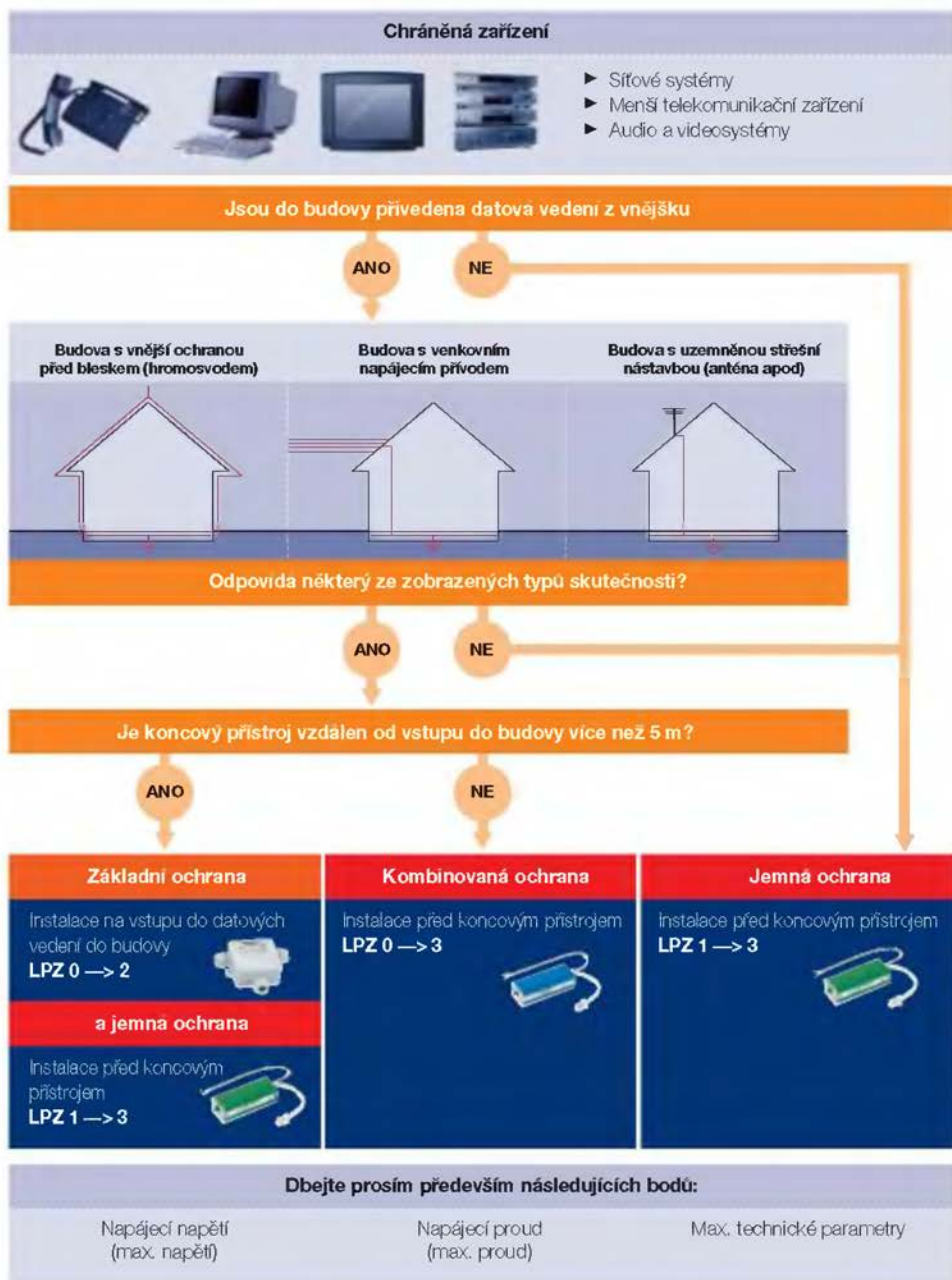 Chráněná zařízení
► Síťové systémy
► Menší telekomunikační zařízení
► Audio a videosystémy
Jsou do budovy přivedena datová vedení z vnějšku
ANO
NE
Budova s vnější ochranou
před bleskem (hromosvodem)
Budova s venkovním
napájecím přívodem
Budova s uzemněnou střešní
nástavbou (anténa apod)
Odpovída některý ze zobrazených typů skutečnosti?
ANO
NE
Je koncový přístroj vzdálen od vstupu do budovy více než 5 m?
ANO
NE
Základní ochrana
Instalace na vstupu do datových
vedení do budovy
LPZ 0 —> 2
a jemná ochrana
Instalace před koncovým
přístrojem
LPZ 1 —> 3
Kombinovaná ochrana
Instalace před koncovým přístrojem
LPZ 0 —> 3
Jemná ochrana
Instalace před koncovým přístrojem
LPZ 1 —> 3
Dbejte prosím především následujících bodů:
Napájecí napětí
(max. napětí)
Napájecí proud
(max. proud)
Max. technické parametry